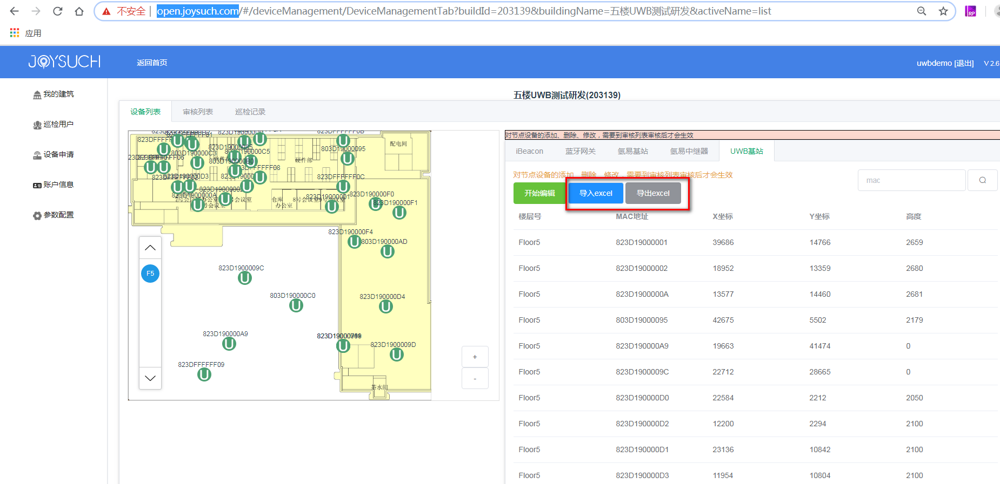 不安全 | open.joysuch.com/#/deviceManagement/DeviceManagementTab?buildId=203139&buildingName=五楼UWB测试研发&activeName=list
RP
应用
JOYSUCH
返回首页
uwbdemo [退出]
V 2.6
我的建筑
巡检用户
设备申请
账户信息
参数配置
五楼UWB测试研发(203139)
设备列表
审核列表
巡检记录
823DFFFFFF0B
配电间
803D19000095
803D190000C3
803D190000C5
803D190000B0
硬件部
823DFFFFFF0C
823D190000D3
823D1900000A
823D19000001
823D190000F0
823D190000F1
号会议室
仓库
8号会议室
办公室
823D190000F4
803D190000AD
823D1900009C
803D190000C0
823D190000D4
823D190000A9
823D1900009D
823DFFFFFF09
茶水间
F5
+
-
对节点设备的添加、删除、修改，需要到审核列表审核后才会生效
iBeacon
蓝牙网关
氢易基站
氢易中继器
UWB基站
对节点设备的添加、删除、修改，需要到审核列表审核后才会生效
mac
开始编辑
导入excel
导出excel
楼层号 MAC地址 X坐标 Y坐标 高度
Floor5 823D19000001 39686 14766 2659
Floor5 823D19000002 18952 13359 2680
Floor5 823D1900000A 13577 14460 2681
Floor5 803D19000095 42675 5502 2179
Floor5 823D190000A9 19663 41474 0
Floor5 823D1900009C 22712 28665 0
Floor5 823D190000D0 22584 2212 2050
Floor5 823D190000D2 12200 2294 2100
Floor5 823D190000D1 23136 10842 2100
Floor5 823D190000D3 11954 10804 2100